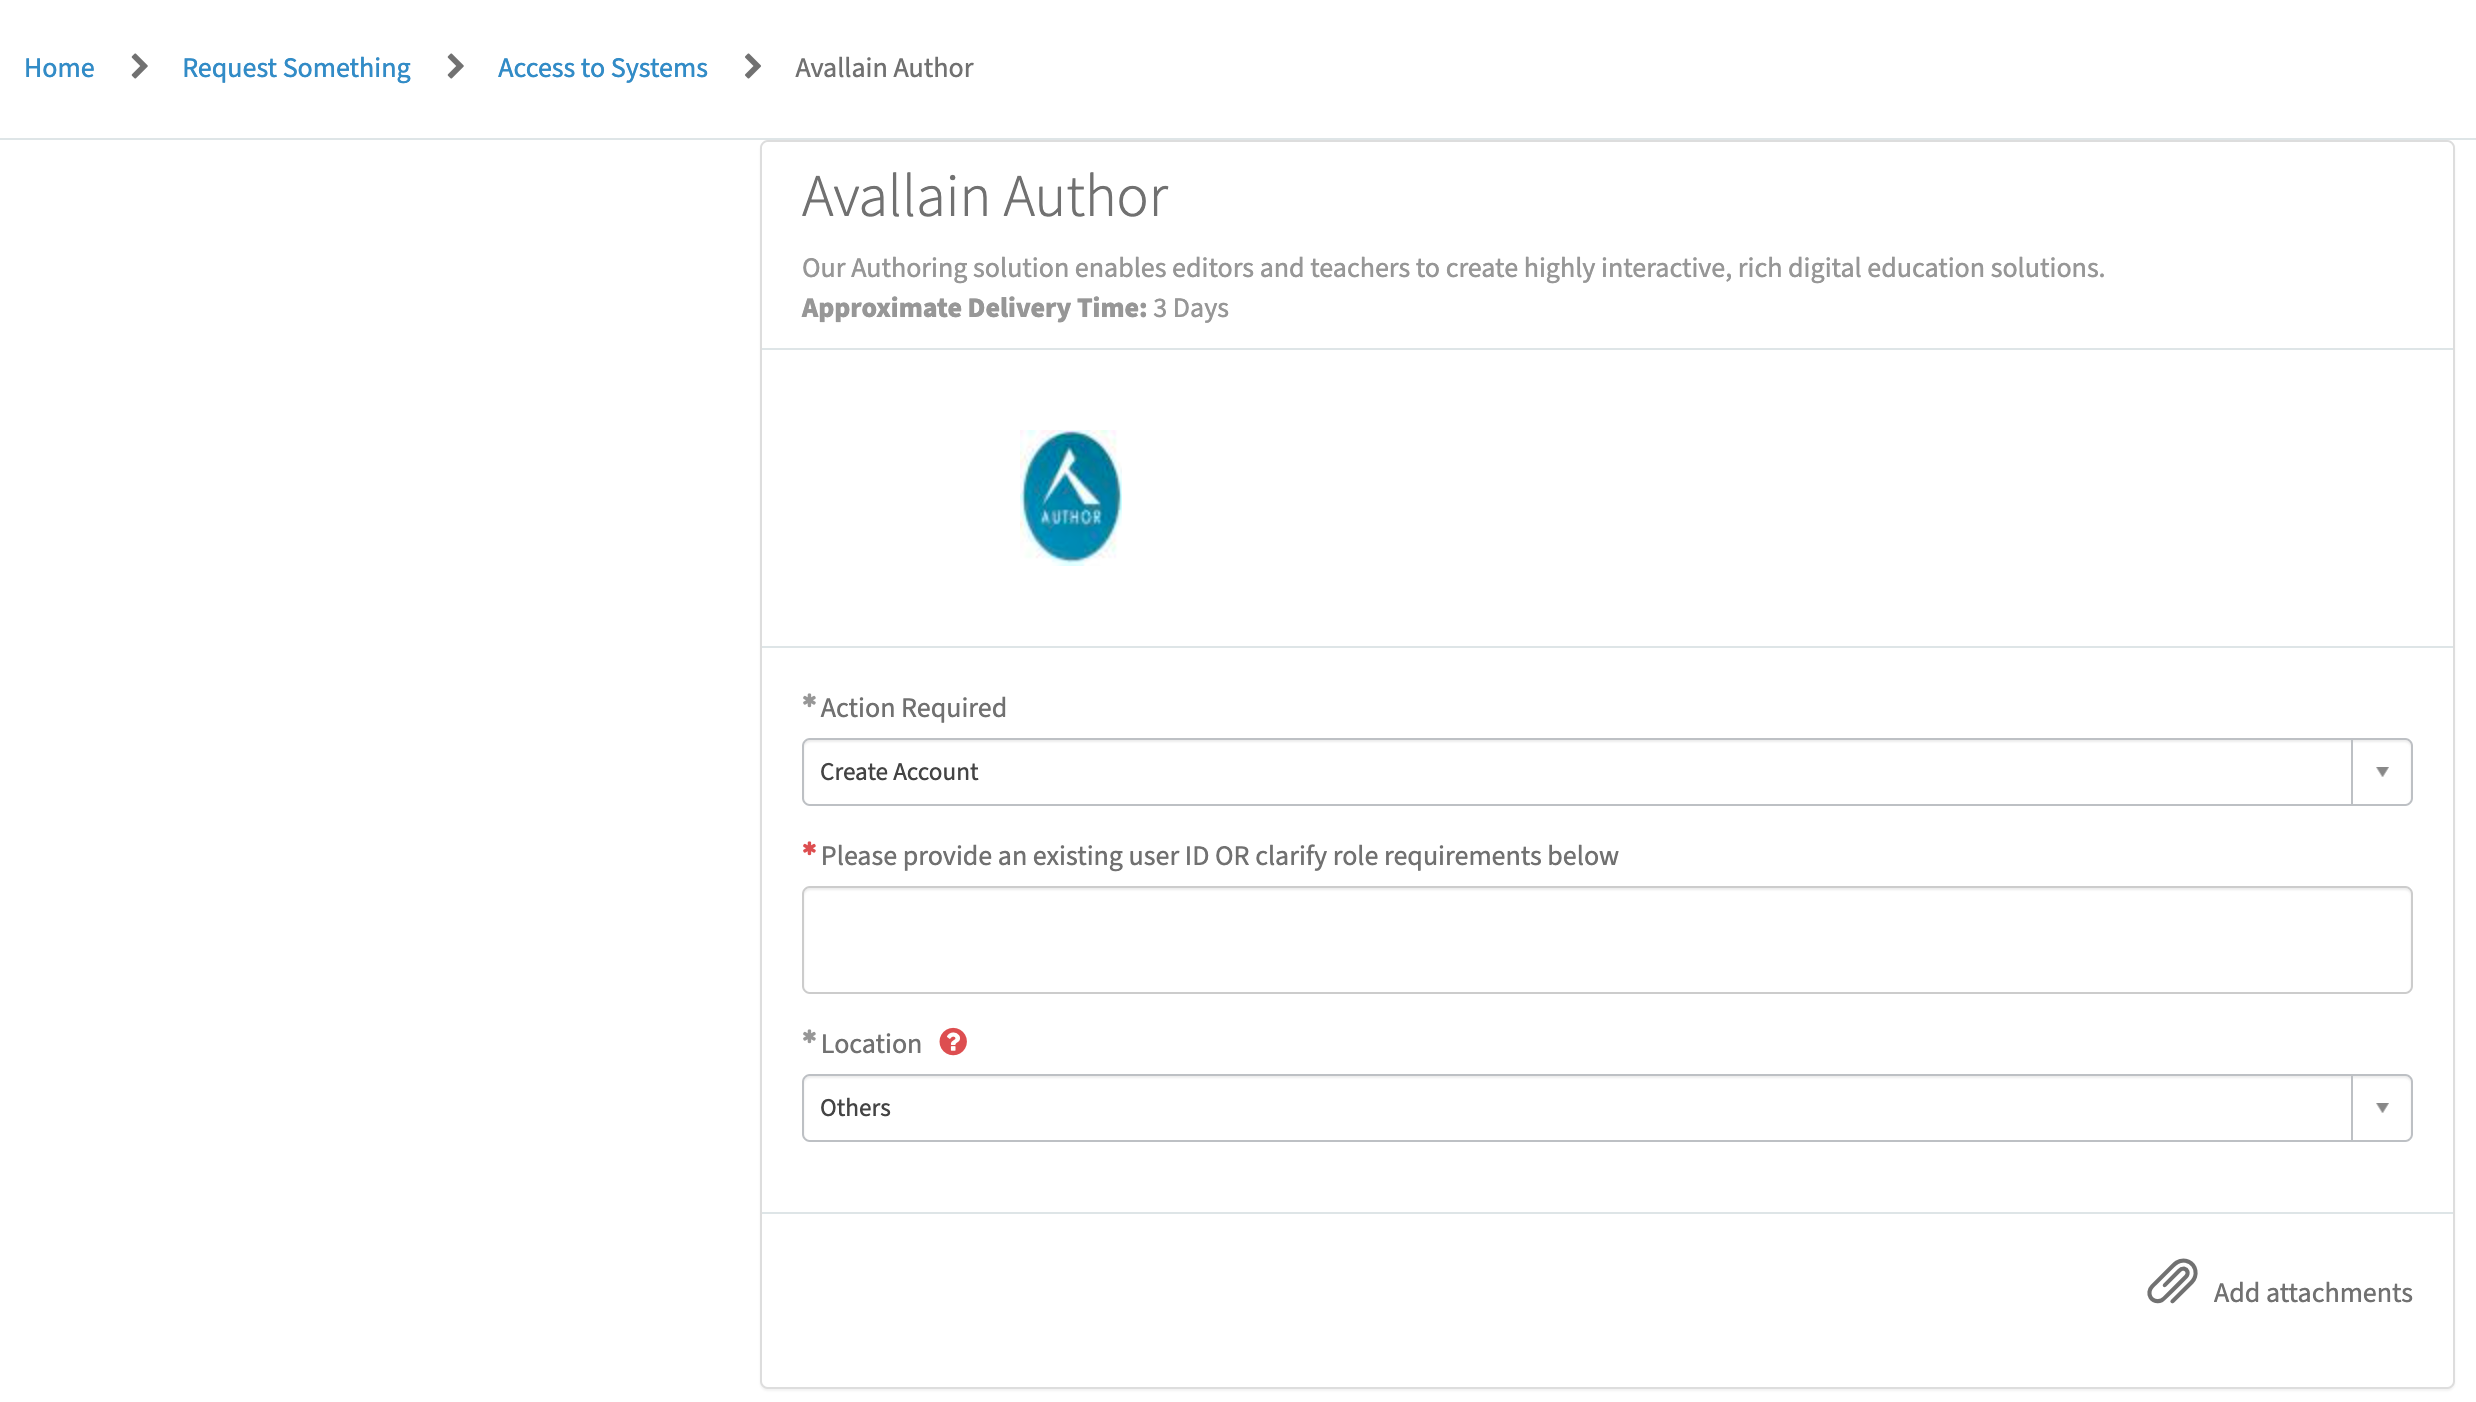 Home > Request Something > Access to Systems > Avallain Author
Avallain Author
Our Authoring solution enables editors and teachers to create highly interactive, rich digital education solutions.
Approximate Delivery Time: 3 Days
AUTHOR
* Action Required
Create Account
* Please provide an existing user ID OR clarify role requirements below
* Location ?
Others
Add attachments